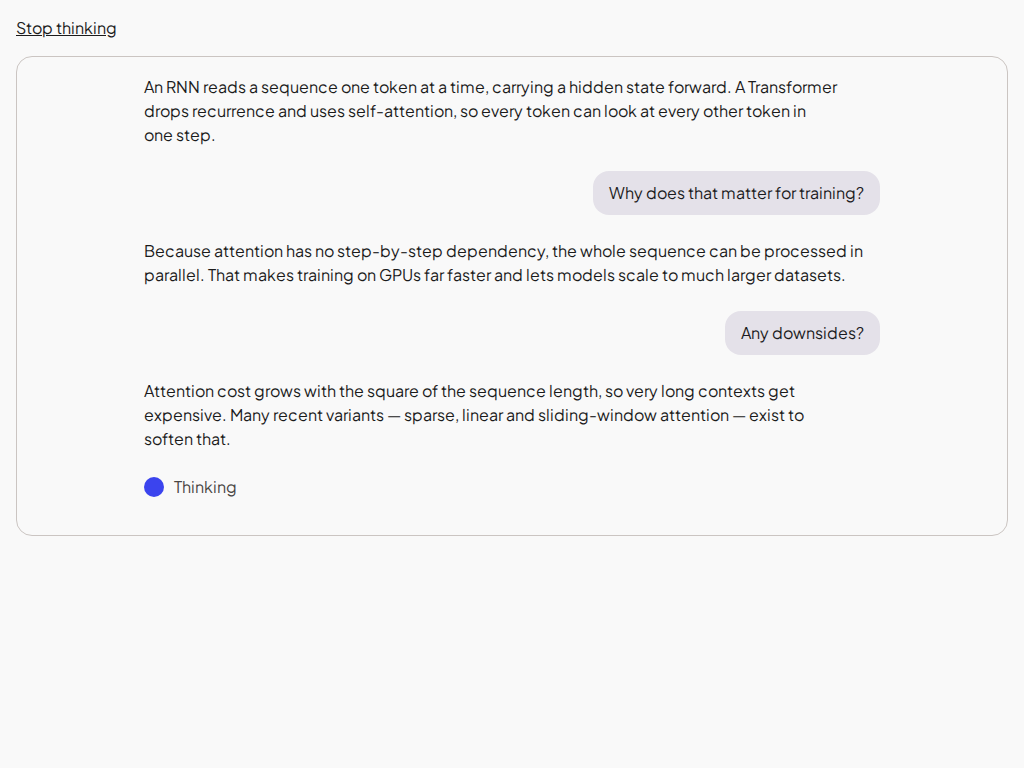 Stop thinking
An RNN reads a sequence one token at a time, carrying a hidden state forward. A Transformer
drops recurrence and uses self-attention, so every token can look at every other token in
one step.
Why does that matter for training?
Because attention has no step-by-step dependency, the whole sequence can be processed in
parallel. That makes training on GPUs far faster and lets models scale to much larger datasets.
Any downsides?
Attention cost grows with the square of the sequence length, so very long contexts get
expensive. Many recent variants — sparse, linear and sliding-window attention — exist to
soften that.
Thinking